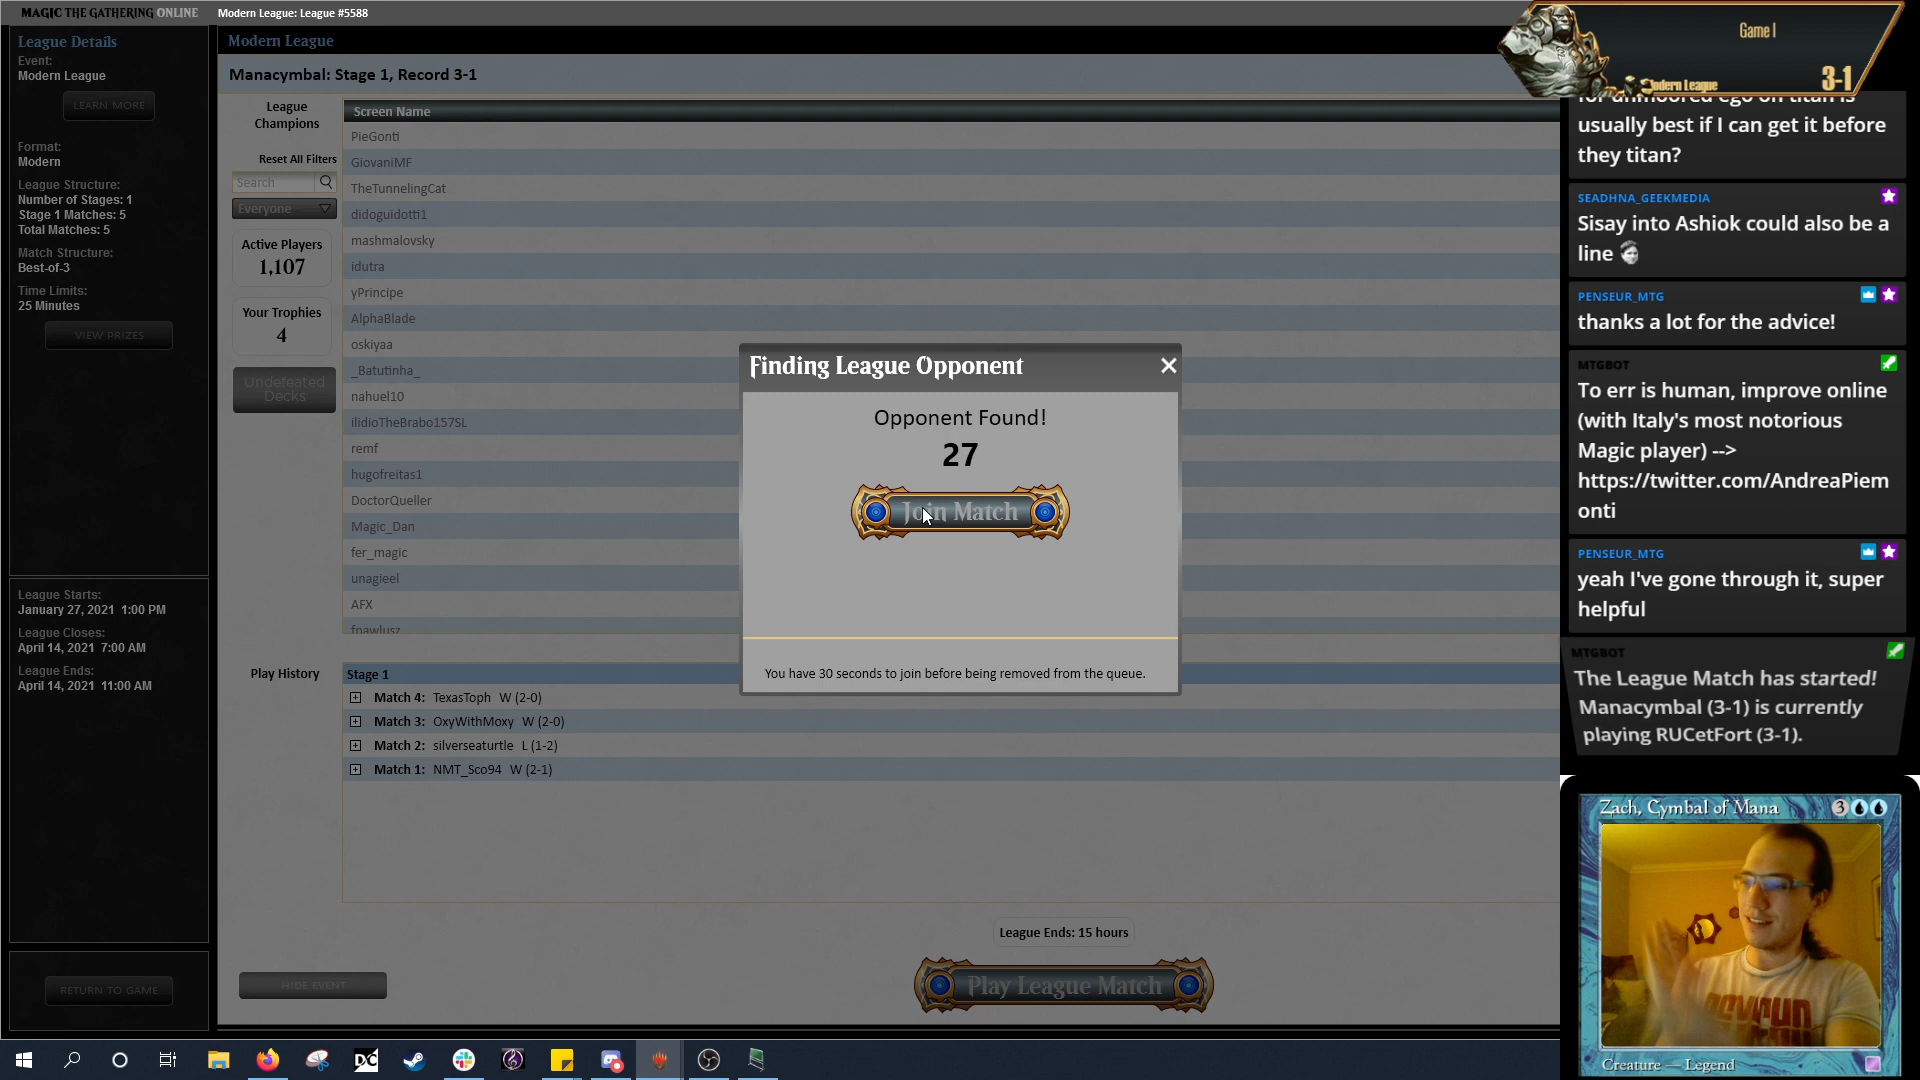 MAGIC THE GATHERING ONLINE
Modern League: League #5588
League Details
Event:
Modern League
LEARN MORE
Format:
Modern
League Structure:
Number of Stages: 1
Stage 1 Matches: 5
Total Matches: 5
Match Structure:
Best-of-3
Time Limits:
25 Minutes
VIEW PRIZES
League Starts:
January 27, 2021 1:00 PM
League Closes:
April 14, 2021 7:00 AM
League Ends:
April 14, 2021 11:00 AM
RETURN TO GAME
Modern League
Manacymbal: Stage 1, Record 3-1
League
Champions
Reset All Filters
Search
Everyone
Active Players
1,107
Your Trophies
4
Undefeated
Decks
Screen Name
PieGonti
GiovaniMF
TheTunnelingCat
didoguidotti1
mashmalovsky
idutra
yPrincipe
AlphaBlade
oskiyaa
_Batutinha_
nahuel10
ilidioTheBrabo157SL
remf
hugofreitas1
DoctorQueller
Magic_Dan
fer_magic
unagieel
AFX
fnawlusz
Finding League Opponent
Opponent Found!
27
Join Match
You have 30 seconds to join before being removed from the queue.
Play History
Stage 1
Match 4: TexasToph W (2-0)
Match 3: OxyWithMoxy W (2-0)
Match 2: silverseaturtle L (1-2)
Match 1: NMT_Sco94 W (2-1)
League Ends: 15 hours
HIDE EVENT
Play League Match
Game 1
Modern League
3-1
for unmoored ego on titan is
usually best if I can get it before
they titan?
SEADHNA_GEEKMEDIA
Sisay into Ashiok could also be a
line
PENSEUR_MTG
thanks a lot for the advice!
MTGBOT
To err is human, improve online
(with Italy's most notorious
Magic player) -->
https://twitter.com/AndreaPiem
onti
PENSEUR_MTG
yeah I've gone through it, super
helpful
MTGBOT
The League Match has started!
Manacymbal (3-1) is currently
playing RUCetFort (3-1).
Zach, Cymbal of Mana 3
PSYCHO
Creature — Legend
DC